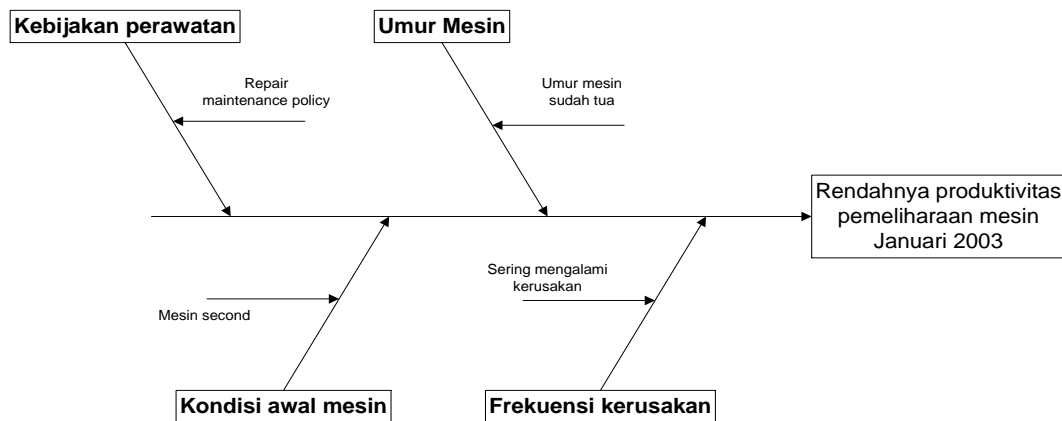 Kebijakan perawatan
Umur Mesin
Repair
maintenance policy
Umur mesin
sudah tua
Rendahnya produktivitas
pemeliharaan mesin
Januari 2003
Sering mengalami
kerusakan
Mesin second
Kondisi awal mesin
Frekuensi kerusakan